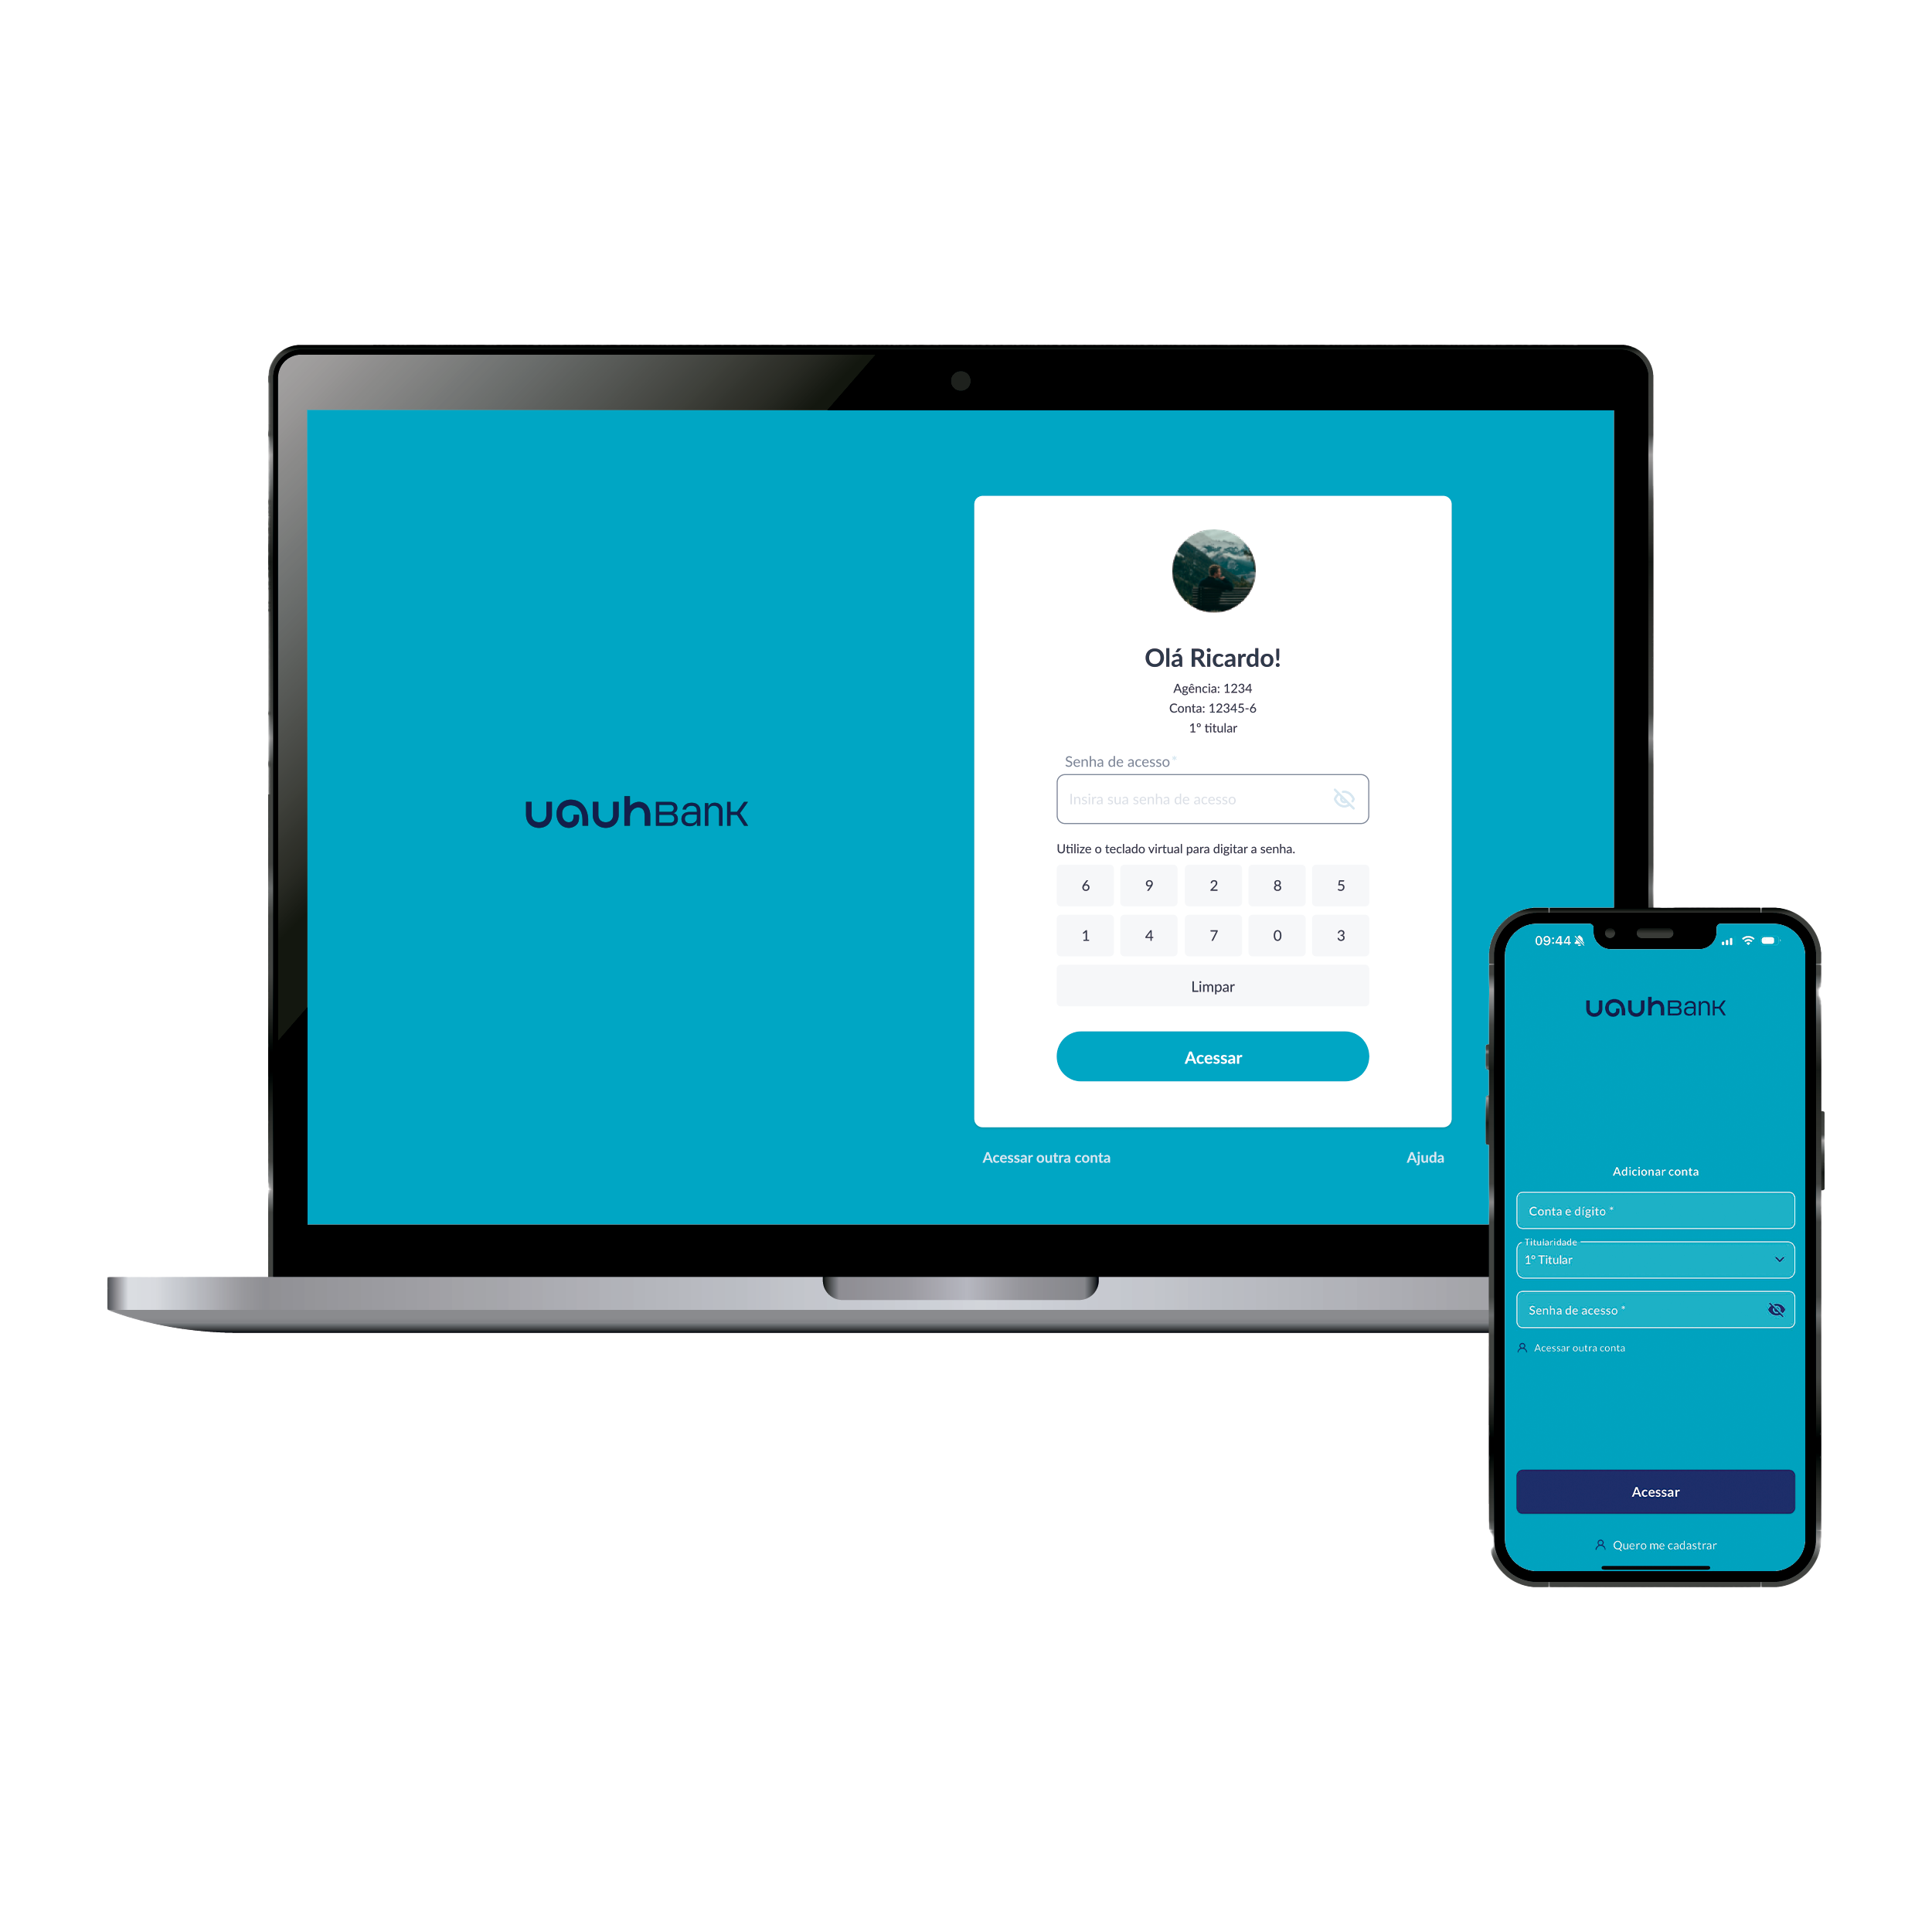 uauhBank
Olá Ricardo!
Agência: 1234
Conta: 12345-6
1º titular
Senha de acesso *
Insira sua senha de acesso
Utilize o teclado virtual para digitar a senha.
6 9 2 8 5
1 4 7 0 3
Limpar
Acessar
Acessar outra conta Ajuda
09:44
uauhBank
Adicionar conta
Conta e dígito *
Titularidade
1º Titular
Senha de acesso *
Acessar outra conta
Acessar
Quero me cadastrar